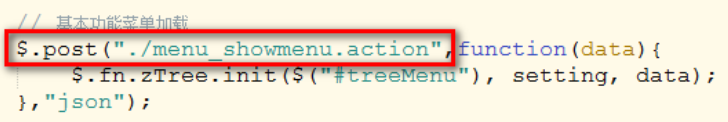 // 基本功能菜单加载
$.post("./menu_showmenu.action",function(data){
$.fn.zTree.init($("#treeMenu"), setting, data);
},"json");